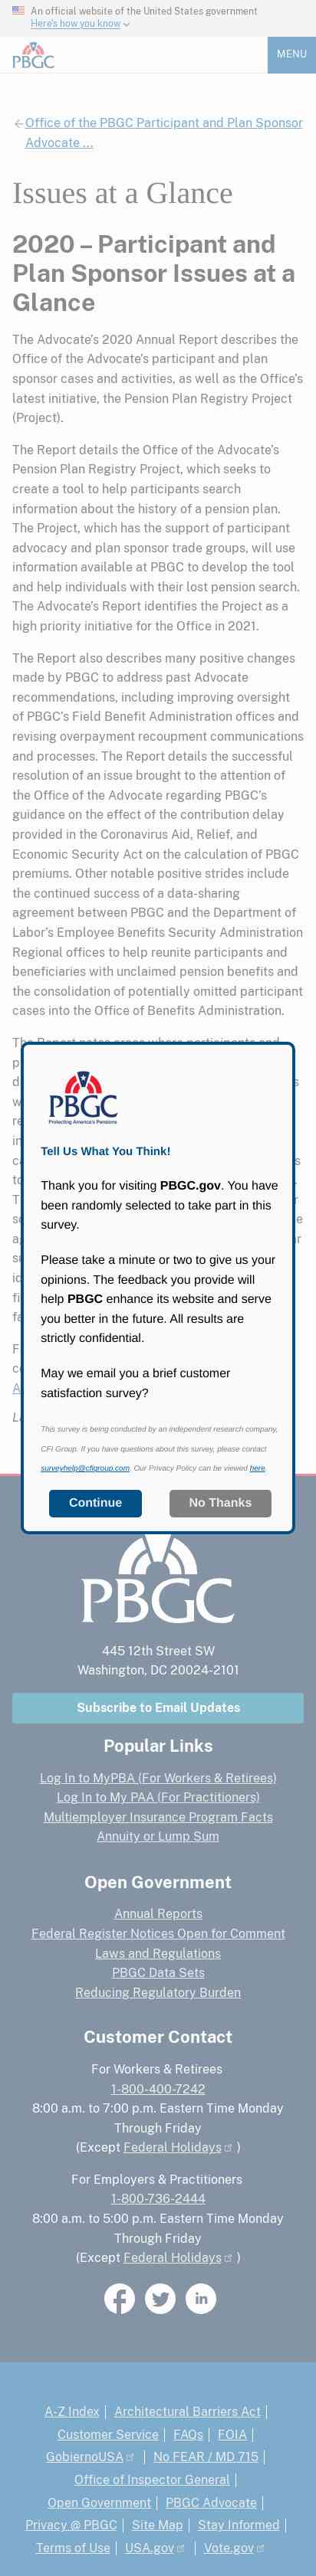 An official website of the United States government
Here's how you know
PBGC
MENU
Office of the PBGC Participant and Plan Sponsor
Advocate ...
Issues at a Glance
2020 – Participant and
Plan Sponsor Issues at a
Glance
The Advocate's 2020 Annual Report describes the
Office of the Advocate's participant and plan
sponsor cases and activities, as well as the Office's
latest initiative, the Pension Plan Registry Project
(Project).
The Report details the Office of the Advocate's
Pension Plan Registry Project, which seeks to
create a tool to help participants search
information about the history of a pension plan.
The Project, which has the support of participant
advocacy and plan sponsor trade groups, will use
information available at PBGC to develop the tool
and help individuals with their lost pension search.
The Advocate's Report identifies the Project as a
high priority initiative for the Office in 2021.
The Report also describes many positive changes
made by PBGC to address past Advocate
recommendations, including improving oversight
of PBGC's Field Benefit Administration offices and
revising overpayment recoupment communications
and processes. The Report details the successful
resolution of an issue brought to the attention of
the Office of the Advocate regarding PBGC's
guidance on the effect of the contribution delay
provided in the Coronavirus Aid, Relief, and
Economic Security Act on the calculation of PBGC
premiums. Other notable positive strides include
the continued success of a data-sharing
agreement between PBGC and the Department of
Labor's Employee Benefits Security Administration
Regional offices to help reunite participants and
beneficiaries with unclaimed pension benefits and
the consolidation of potentially omitted participant
cases into the Office of Benefits Administration.
PBGC
Protecting America's Pensions
Tell Us What You Think!
Thank you for visiting PBGC.gov. You have
been randomly selected to take part in this
survey.
Please take a minute or two to give us your
opinions. The feedback you provide will
help PBGC enhance its website and serve
you better in the future. All results are
strictly confidential.
May we email you a brief customer
satisfaction survey?
This survey is being conducted by an independent research company,
CFI Group. If you have questions about this survey, please contact
surveyhelp@cfigroup.com. Our Privacy Policy can be viewed here.
Continue No Thanks
PBGC
445 12th Street SW
Washington, DC 20024-2101
Subscribe to Email Updates
Popular Links
Log In to MyPBA (For Workers & Retirees)
Log In to My PAA (For Practitioners)
Multiemployer Insurance Program Facts
Annuity or Lump Sum
Open Government
Annual Reports
Federal Register Notices Open for Comment
Laws and Regulations
PBGC Data Sets
Reducing Regulatory Burden
Customer Contact
For Workers & Retirees
1-800-400-7242
8:00 a.m. to 7:00 p.m. Eastern Time Monday
Through Friday
(Except Federal Holidays )
For Employers & Practitioners
1-800-736-2444
8:00 a.m. to 5:00 p.m. Eastern Time Monday
Through Friday
(Except Federal Holidays )
A-Z Index | Architectural Barriers Act |
Customer Service | FAQs | FOIA |
GobiernoUSA | No FEAR / MD 715 |
Office of Inspector General |
Open Government | PBGC Advocate |
Privacy @ PBGC | Site Map | Stay Informed |
Terms of Use | USA.gov | Vote.gov